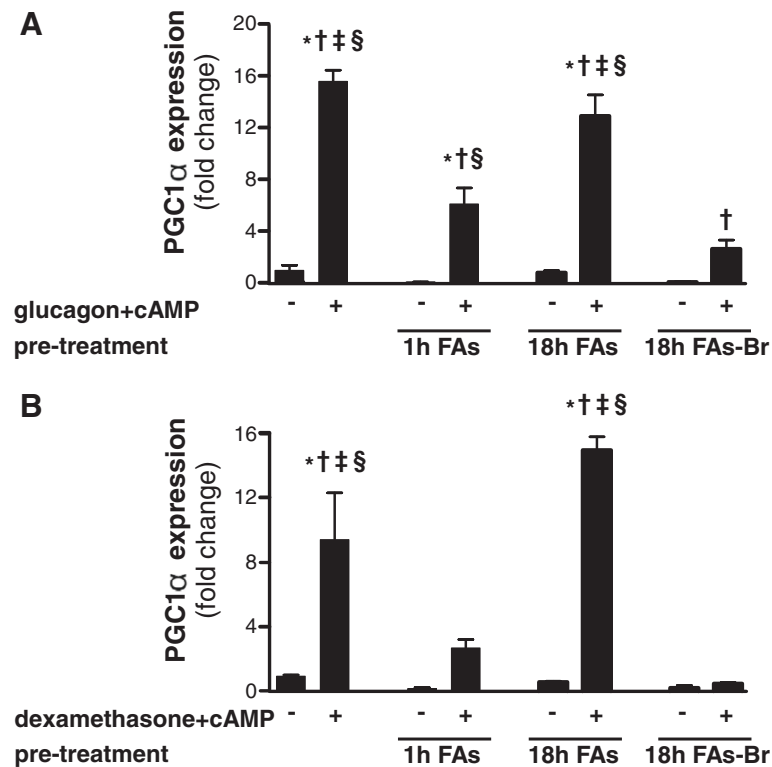 A
PGC1α expression
(fold change)
20
16
12
8
4
0
*†‡§
*†§
*†‡§
†
glucagon+cAMP - + - + - + - +
pre-treatment 1h FAs 18h FAs 18h FAs-Br
B
PGC1α expression
(fold change)
16
12
8
4
0
*†‡§
*†‡§
dexamethasone+cAMP - + - + - + - +
pre-treatment 1h FAs 18h FAs 18h FAs-Br